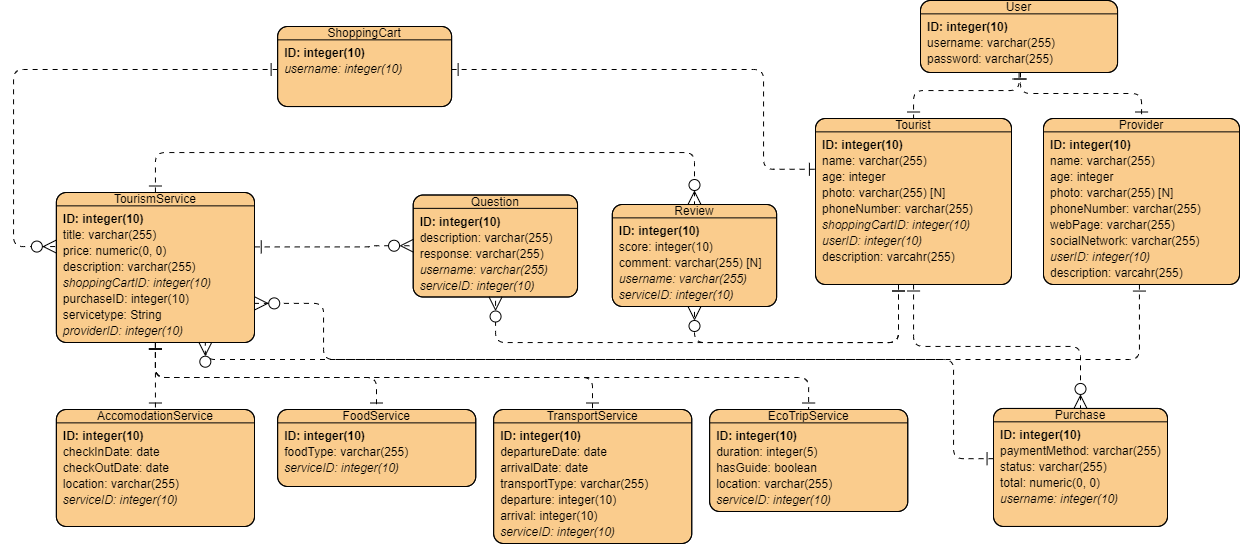 User
ID: integer(10)
username: varchar(255)
password: varchar(255)
ShoppingCart
ID: integer(10)
username: integer(10)
Tourist
ID: integer(10)
name: varchar(255)
age: integer
photo: varchar(255) [N]
phoneNumber: varchar(255)
shoppingCartID: integer(10)
userID: integer(10)
description: varcahr(255)
Provider
ID: integer(10)
name: varchar(255)
age: integer
photo: varchar(255) [N]
phoneNumber: varchar(255)
webPage: varchar(255)
socialNetwork: varchar(255)
userID: integer(10)
description: varcahr(255)
TourismService
ID: integer(10)
title: varchar(255)
price: numeric(0, 0)
description: varchar(255)
shoppingCartID: integer(10)
purchaseID: integer(10)
servicetype: String
providerID: integer(10)
Question
ID: integer(10)
description: varchar(255)
response: varchar(255)
username: varchar(255)
serviceID: integer(10)
Review
ID: integer(10)
score: integer(10)
comment: varchar(255) [N]
username: varchar(255)
serviceID: integer(10)
AccomodationService
ID: integer(10)
checkInDate: date
checkOutDate: date
location: varchar(255)
serviceID: integer(10)
FoodService
ID: integer(10)
foodType: varchar(255)
serviceID: integer(10)
TransportService
ID: integer(10)
departureDate: date
arrivalDate: date
transportType: varchar(255)
departure: integer(10)
arrival: integer(10)
serviceID: integer(10)
EcoTripService
ID: integer(10)
duration: integer(5)
hasGuide: boolean
location: varchar(255)
serviceID: integer(10)
Purchase
ID: integer(10)
paymentMethod: varchar(255)
status: varchar(255)
total: numeric(0, 0)
username: integer(10)